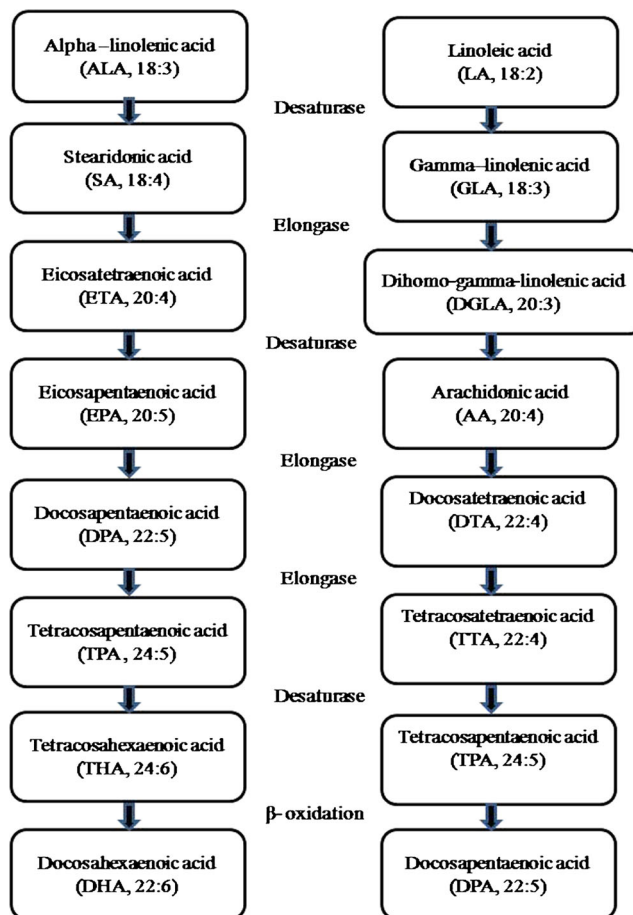 Alpha –linolenic acid
(ALA, 18:3)
Linoleic acid
(LA, 18:2)
Desaturase
Stearidonic acid
(SA, 18:4)
Gamma–linolenic acid
(GLA, 18:3)
Elongase
Eicosatetraenoic acid
(ETA, 20:4)
Dihomo-gamma-linolenic acid
(DGLA, 20:3)
Desaturase
Eicosapentaenoic acid
(EPA, 20:5)
Arachidonic acid
(AA, 20:4)
Elongase
Docosapentaenoic acid
(DPA, 22:5)
Docosatetraenoic acid
(DTA, 22:4)
Elongase
Tetracosapentaenoic acid
(TPA, 24:5)
Tetracosatetraenoic acid
(TTA, 22:4)
Desaturase
Tetracosahexaenoic acid
(THA, 24:6)
Tetracosapentaenoic acid
(TPA, 24:5)
β- oxidation
Docosahexaenoic acid
(DHA, 22:6)
Docosapentaenoic acid
(DPA, 22:5)